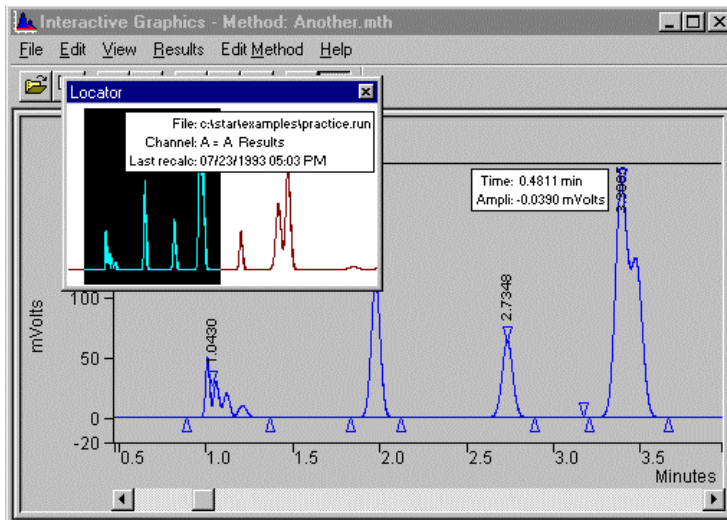 Interactive Graphics - Method: Another.mth
File Edit View Results Edit Method Help
Locator
File: c:\star\examples\practice.run
Channel: A = A Results
Last recalc: 07/23/1993 05:03 PM
Time: 0.4811 min
Ampli: -0.0390 mVolts
1.0430
2.7348
mVolts
100
50
0
-20
0.5 1.0 1.5 2.0 2.5 3.0 3.5
Minutes